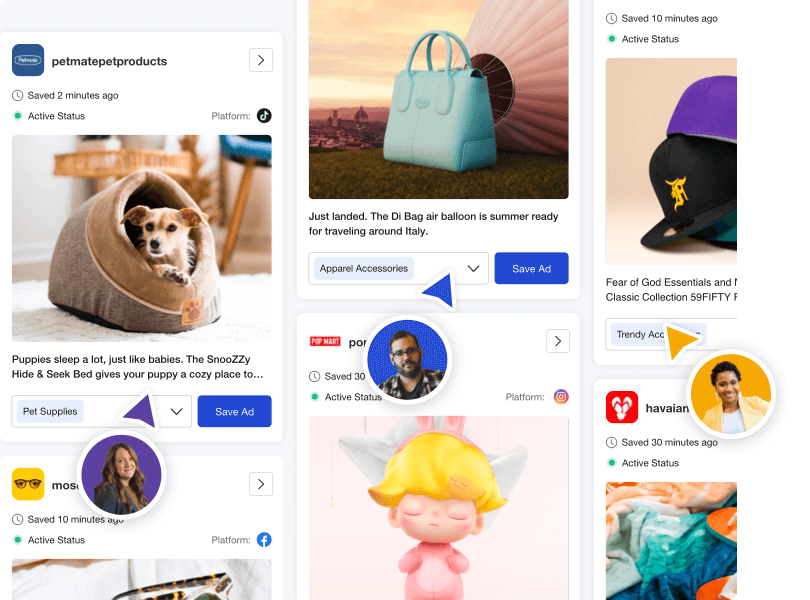 Petmate
petmatepetproducts
Saved 2 minutes ago
Active Status
Platform:
Puppies sleep a lot, just like babies. The SnooZZy
Hide & Seek Bed gives your puppy a cozy place to…
Pet Supplies
Save Ad
Saved 10 minutes ago
Active Status
Platform:
Just landed. The Di Bag air balloon is summer ready
for traveling around Italy.
Apparel Accessories
Save Ad
POP MART
Saved 30
Active Status
Platform:
Saved 10 minutes ago
Active Status
Fear of God Essentials and
Classic Collection 59FIFTY
Trendy
havaian
Saved 30 minutes ago
Active Status